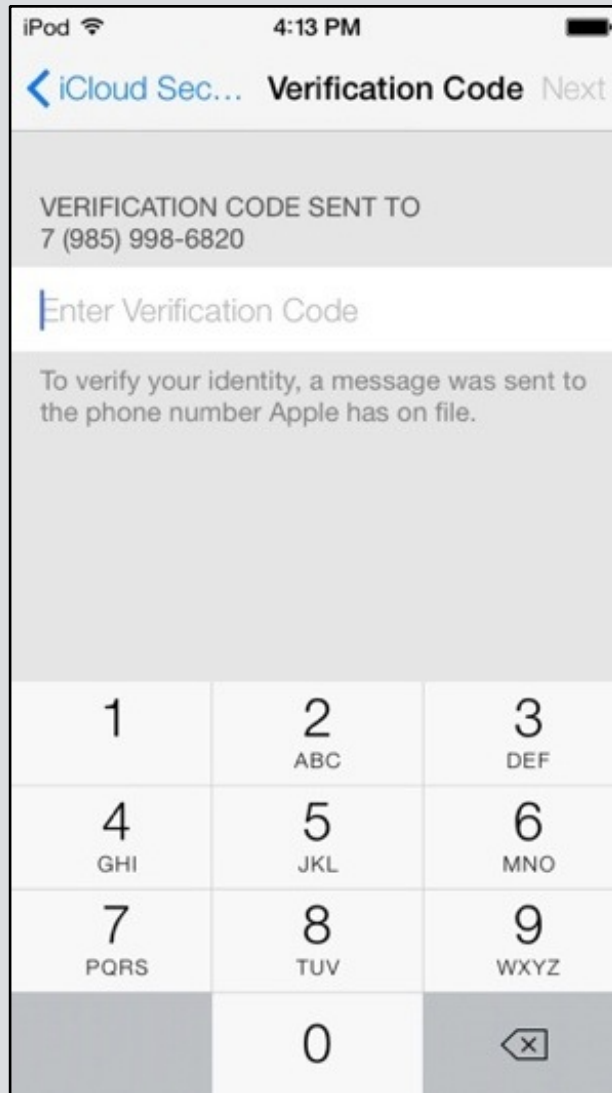 iPod 4:13 PM
iCloud Sec... Verification Code Next
VERIFICATION CODE SENT TO
7 (985) 998-6820
Enter Verification Code
To verify your identity, a message was sent to
the phone number Apple has on file.
1 2 3
ABC DEF
4 5 6
GHI JKL MNO
7 8 9
PQRS TUV WXYZ
0